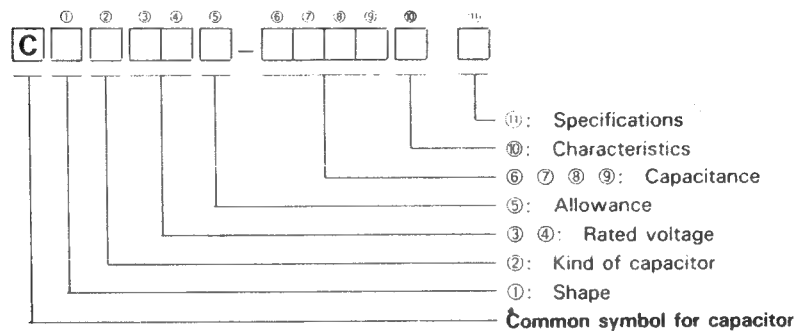 ① ② ③ ④ ⑤ ⑥ ⑦ ⑧ ⑨ ⑩ ⑪
C –
⑪: Specifications
⑩: Characteristics
⑥ ⑦ ⑧ ⑨: Capacitance
⑤: Allowance
③ ④: Rated voltage
②: Kind of capacitor
①: Shape
Common symbol for capacitor